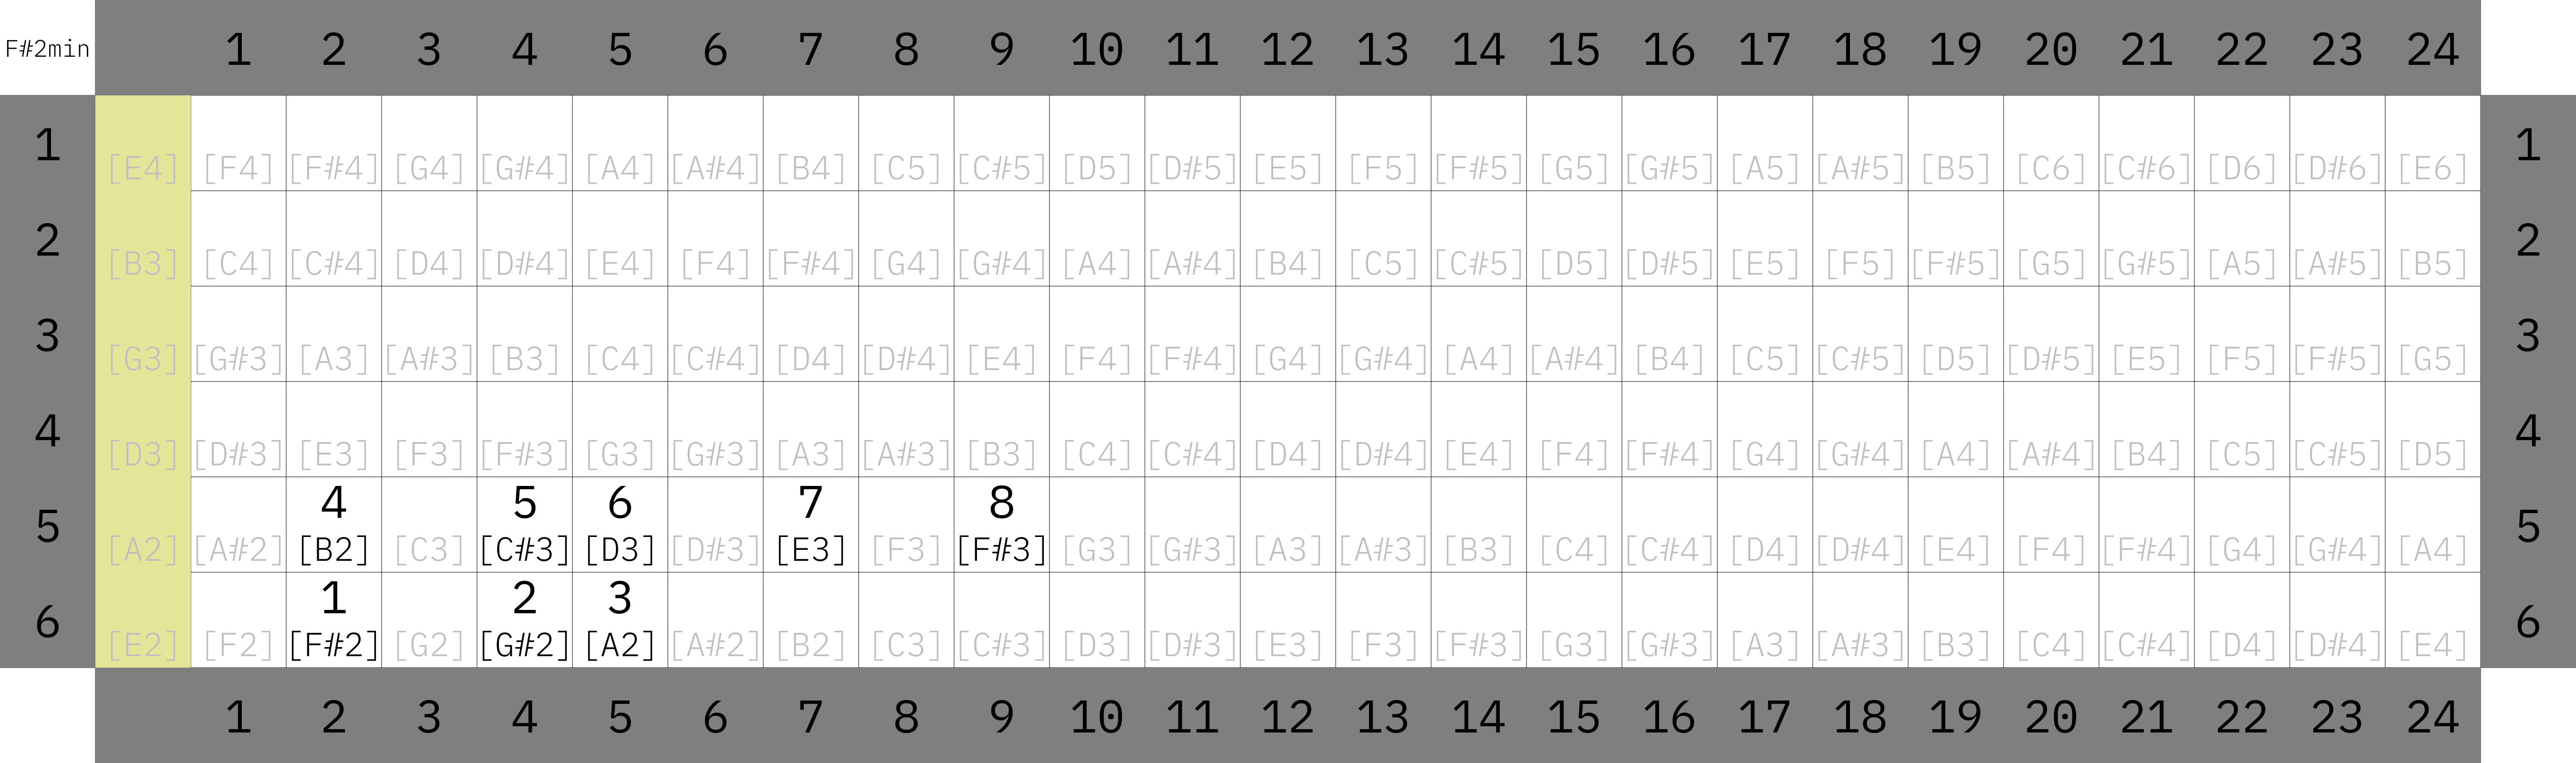 F#2min 1 2 3 4 5 6 7 8 9 10 11 12 13 14 15 16 17 18 19 20 21 22 23 24
1 [E4] [F4] [F#4] [G4] [G#4] [A4] [A#4] [B4] [C5] [C#5] [D5] [D#5] [E5] [F5] [F#5] [G5] [G#5] [A5] [A#5] [B5] [C6] [C#6] [D6] [D#6] [E6] 1
2 [B3] [C4] [C#4] [D4] [D#4] [E4] [F4] [F#4] [G4] [G#4] [A4] [A#4] [B4] [C5] [C#5] [D5] [D#5] [E5] [F5] [F#5] [G5] [G#5] [A5] [A#5] [B5] 2
3 [G3] [G#3] [A3] [A#3] [B3] [C4] [C#4] [D4] [D#4] [E4] [F4] [F#4] [G4] [G#4] [A4] [A#4] [B4] [C5] [C#5] [D5] [D#5] [E5] [F5] [F#5] [G5] 3
4 [D3] [D#3] [E3] [F3] [F#3] [G3] [G#3] [A3] [A#3] [B3] [C4] [C#4] [D4] [D#4] [E4] [F4] [F#4] [G4] [G#4] [A4] [A#4] [B4] [C5] [C#5] [D5] 4
4 5 6 7 8
5 [A2] [A#2] [B2] [C3] [C#3] [D3] [D#3] [E3] [F3] [F#3] [G3] [G#3] [A3] [A#3] [B3] [C4] [C#4] [D4] [D#4] [E4] [F4] [F#4] [G4] [G#4] [A4] 5
1 2 3
6 [E2] [F2] [F#2] [G2] [G#2] [A2] [A#2] [B2] [C3] [C#3] [D3] [D#3] [E3] [F3] [F#3] [G3] [G#3] [A3] [A#3] [B3] [C4] [C#4] [D4] [D#4] [E4] 6
1 2 3 4 5 6 7 8 9 10 11 12 13 14 15 16 17 18 19 20 21 22 23 24